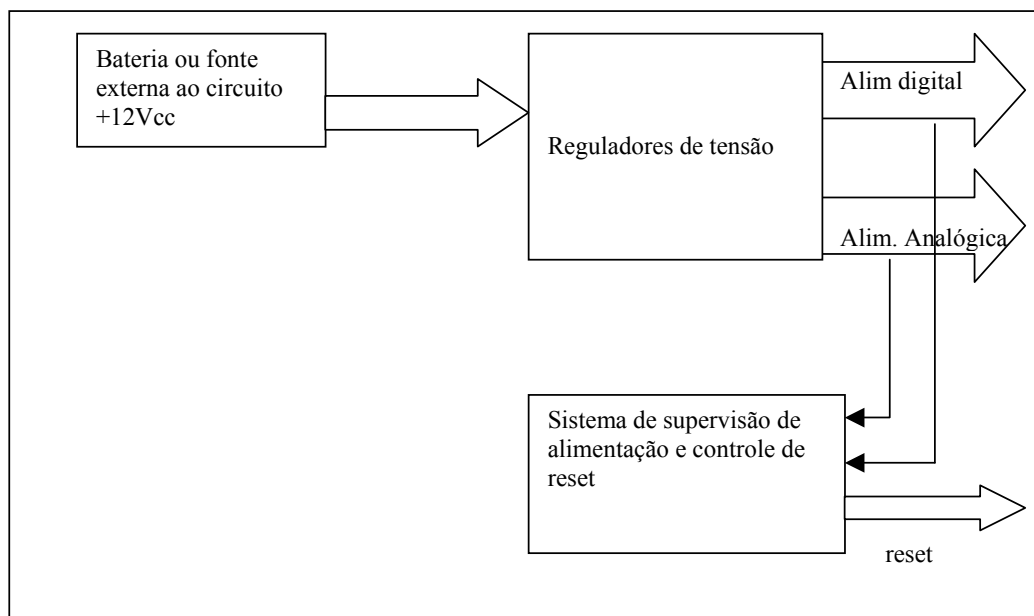 Bateria ou fonte
externa ao circuito
+12Vcc
Reguladores de tensão
Alim digital
Alim. Analógica
Sistema de supervisão de
alimentação e controle de
reset
reset